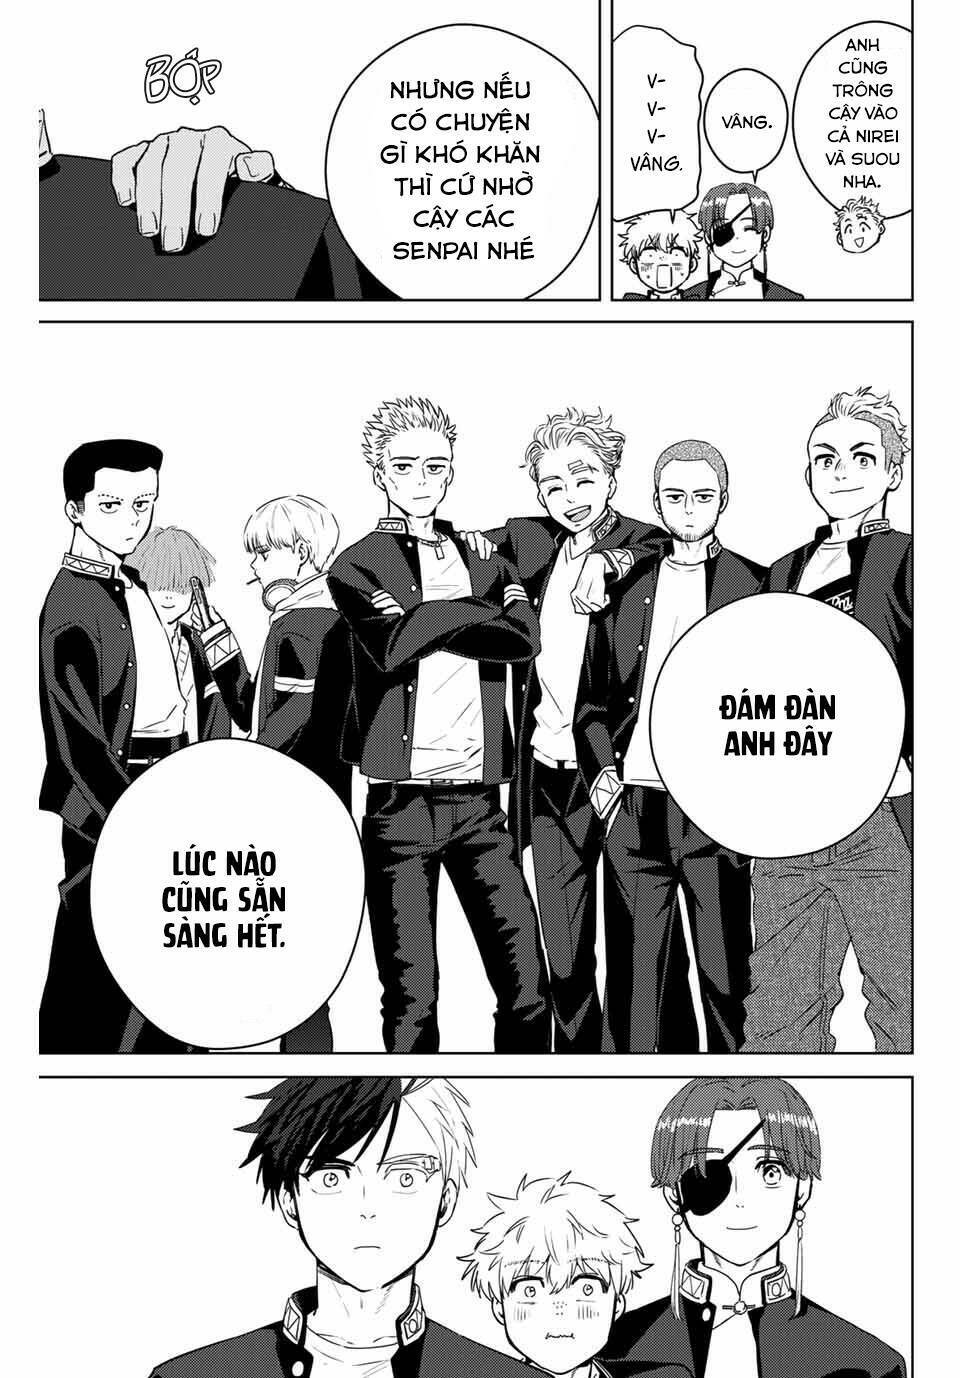 ANH
CŨNG
TRÔNG
CẬY VÀO
CẢ NIREI
VÀ SUOU
NHA.
VÂNG.
V-
V-
V-
VÂNG.
NHƯNG NẾU
CÓ CHUYỆN
GÌ KHÓ KHĂN
THÌ CỨ NHỜ
CẬY CÁC
SENPAI NHÉ
BỘP
ĐÁM ĐÀN
ANH ĐÂY
LÚC NÀO
CŨNG SẴN
SÀNG HẾT.